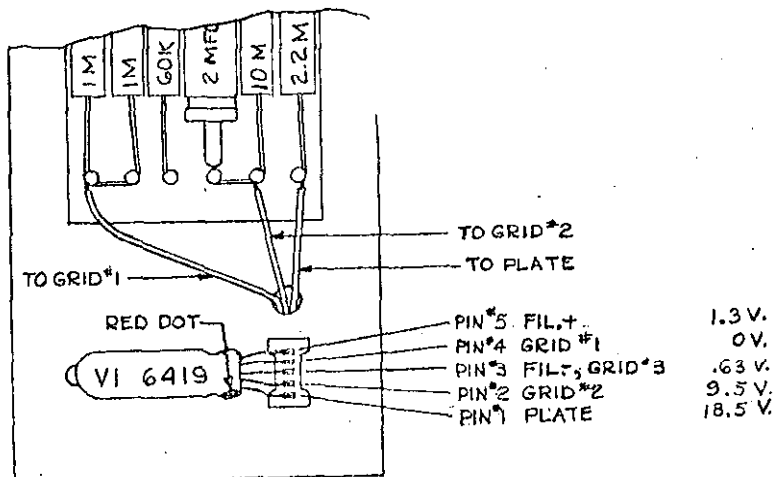 1M
1M
60K
2 MFD
10 M
2.2 M
TO GRID #2
TO PLATE
TO GRID #1
RED DOT
V1 6419
PIN #5 FIL.+ 1.3 V.
PIN #4 GRID #1 0 V.
PIN #3 FIL-, GRID #3 .63 V.
PIN #2 GRID #2 9.5 V.
PIN #1 PLATE 18.5 V.